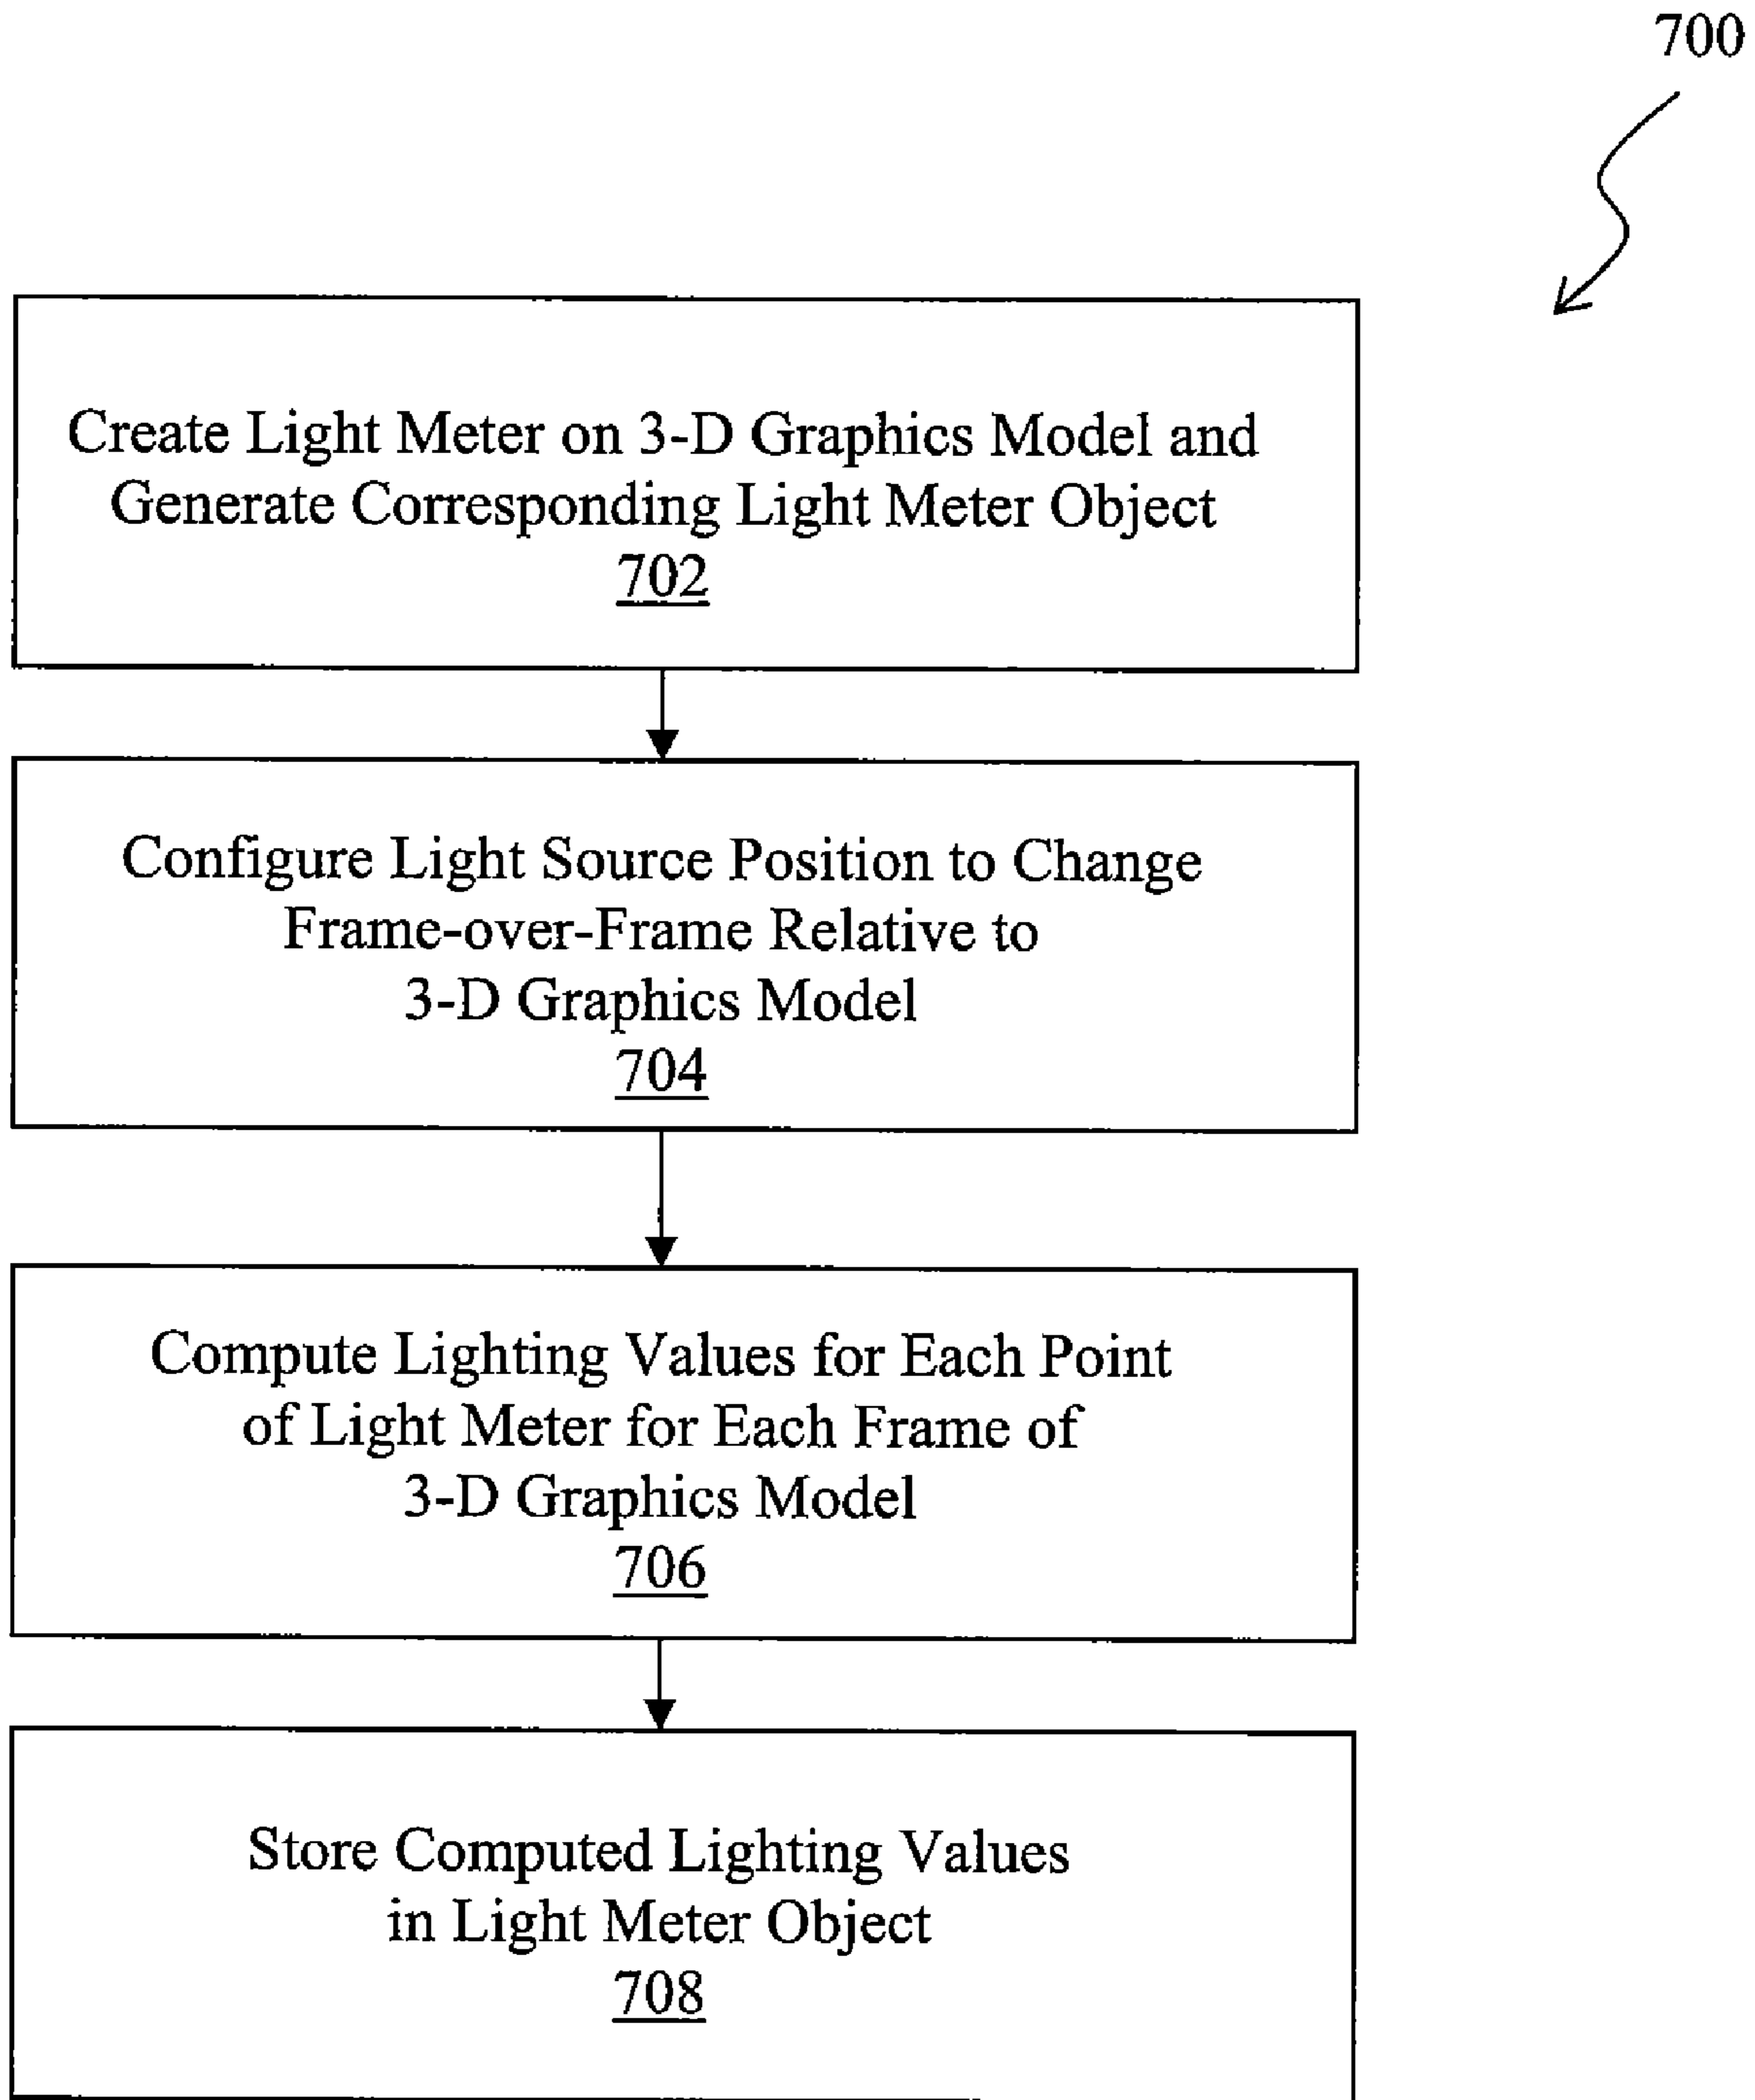 700
Create Light Meter on 3-D Graphics Model and
Generate Corresponding Light Meter Object
702
Configure Light Source Position to Change
Frame-over-Frame Relative to
3-D Graphics Model
704
Compute Lighting Values for Each Point
of Light Meter for Each Frame of
3-D Graphics Model
706
Store Computed Lighting Values
in Light Meter Object
708